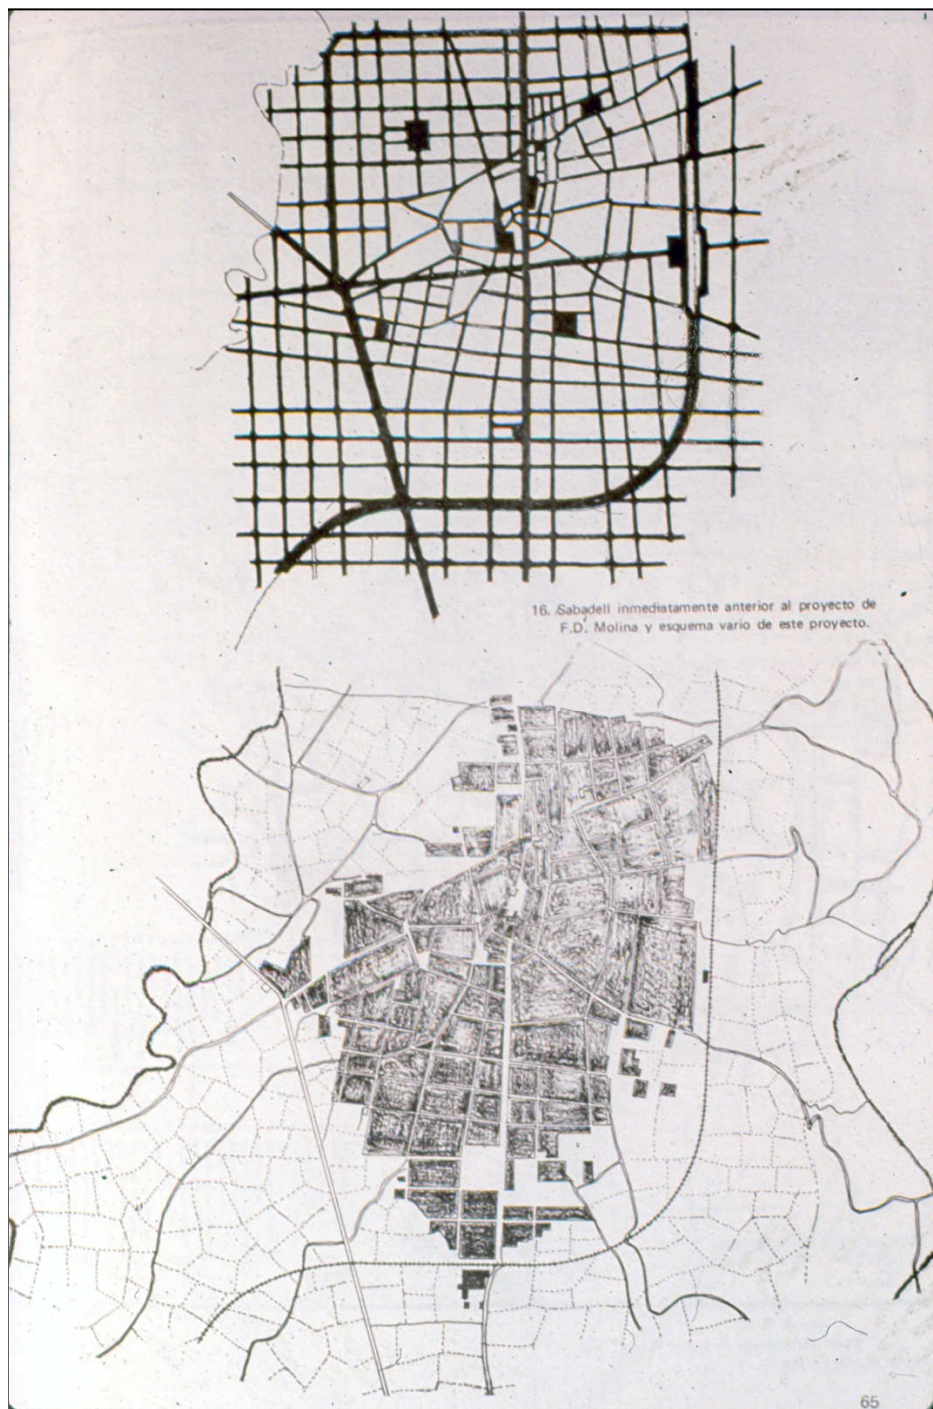 16. Sabadell inmediatamente anterior al proyecto de
F.D. Molina y esquema vario de este proyecto.
65